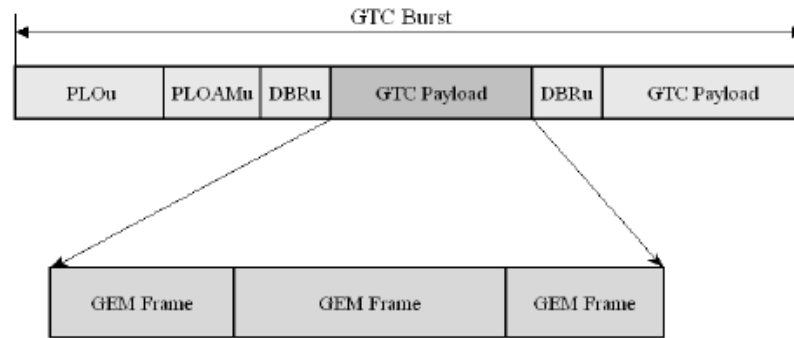 GTC Burst
PLOu PLOAMu DBRu GTC Payload DBRu GTC Payload
GEM Frame GEM Frame GEM Frame